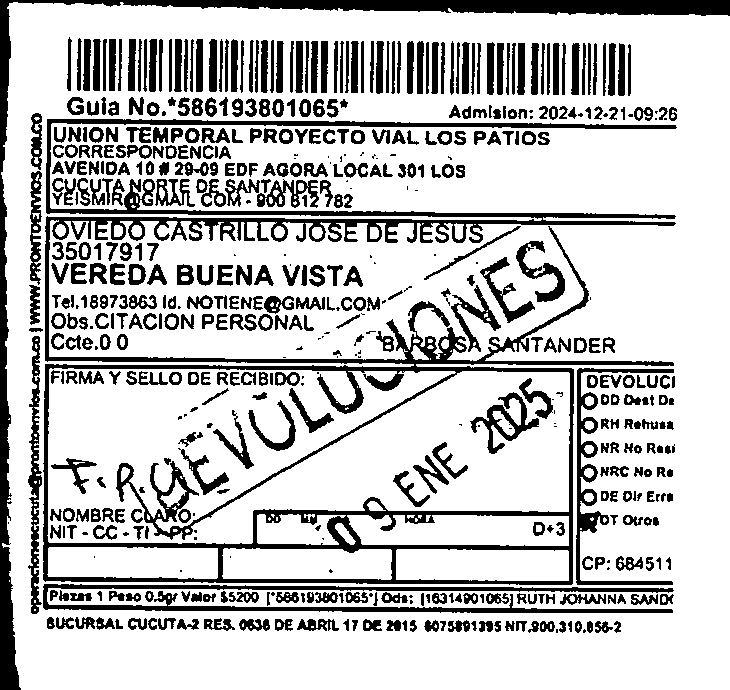 Guia No.*586193801065*
Admision: 2024-12-21-09:26
UNION TEMPORAL PROYECTO VIAL LOS PATIOS
CORRESPONDENCIA
AVENIDA 10 # 29-09 EDF AGORA LOCAL 301 LOS
CUCUTA NORTE DE SANTANDER
YEISMIR@GMAIL COM - 900 812 782
OVIEDO CASTRILLO JOSE DE JESUS
35017917
VEREDA BUENA VISTA
Tel.18973863 Id. NOTIENE@GMAIL.COM
Obs.CITACION PERSONAL
Ccte.0 0
BARBOSA SANTANDER
DEVOLUCIONES
09 ENE 2025
FIRMA Y SELLO DE RECIBIDO:
F.R.
NOMBRE CLARO:
NIT - CC - TI - PP:
DD MM HORA
D+3
DEVOLUCI
DD Dest De
RH Rehusa
NR No Resi
NRC No Re
DE Dir Erra
OT Otros
CP: 684511
Piezas 1 Peso 0.5gr Valor $5200 [*586193801065*] Ods: [16314901065] RUTH JOHANNA SANDO
SUCURSAL CUCUTA-2 RES. 0636 DE ABRIL 17 DE 2015 6075891395 NIT.900,310,856-2
operacionescucuta@prontoenvios.com.co | WWW.PRONTOENVIOS.COM.CO